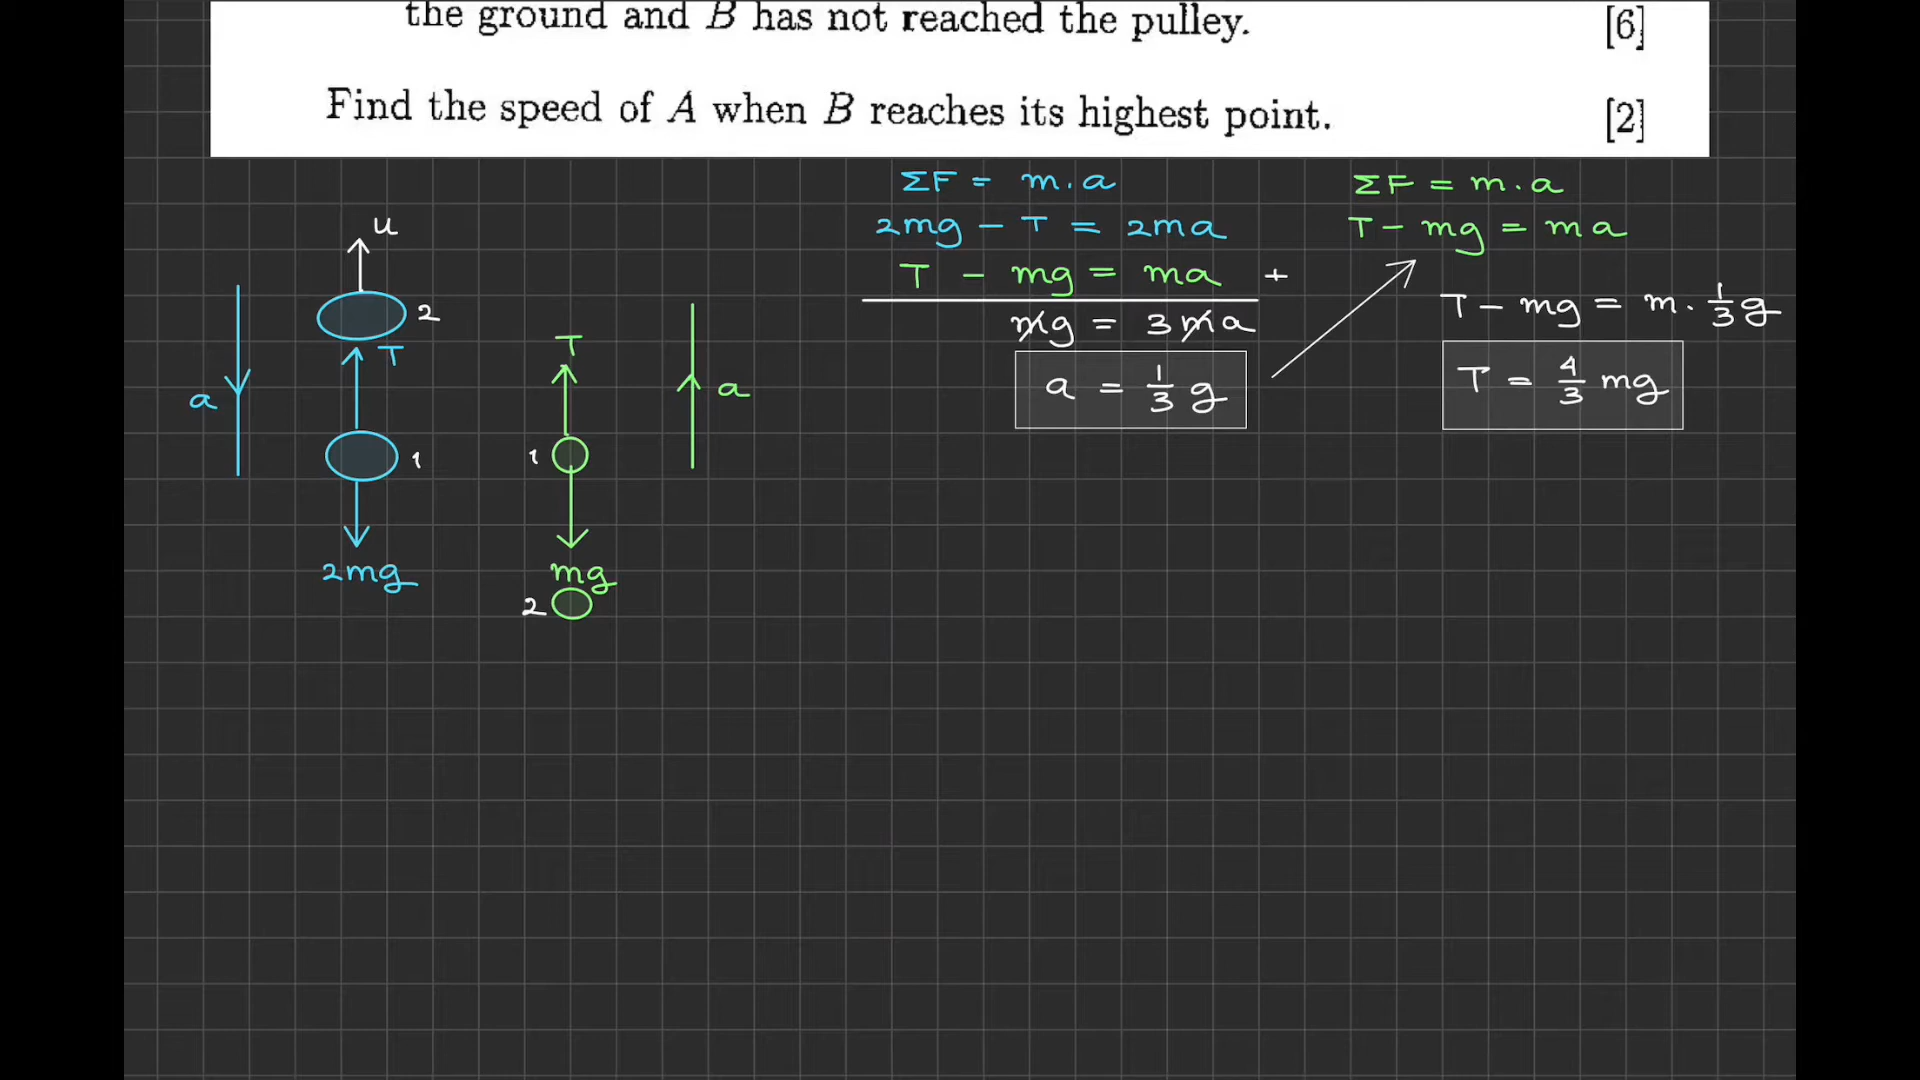 the ground and B has not reached the pulley. [6]
Find the speed of A when B reaches its highest point. [2]
ΣF = m.a
2mg − T = 2ma
T − mg = ma +
mg = 3ma
a = 1/3 g
ΣF = m.a
T − mg = ma
T − mg = m . 1/3 g
T = 4/3 mg
u
2
T
a
1
2mg
T
a
1
mg
2